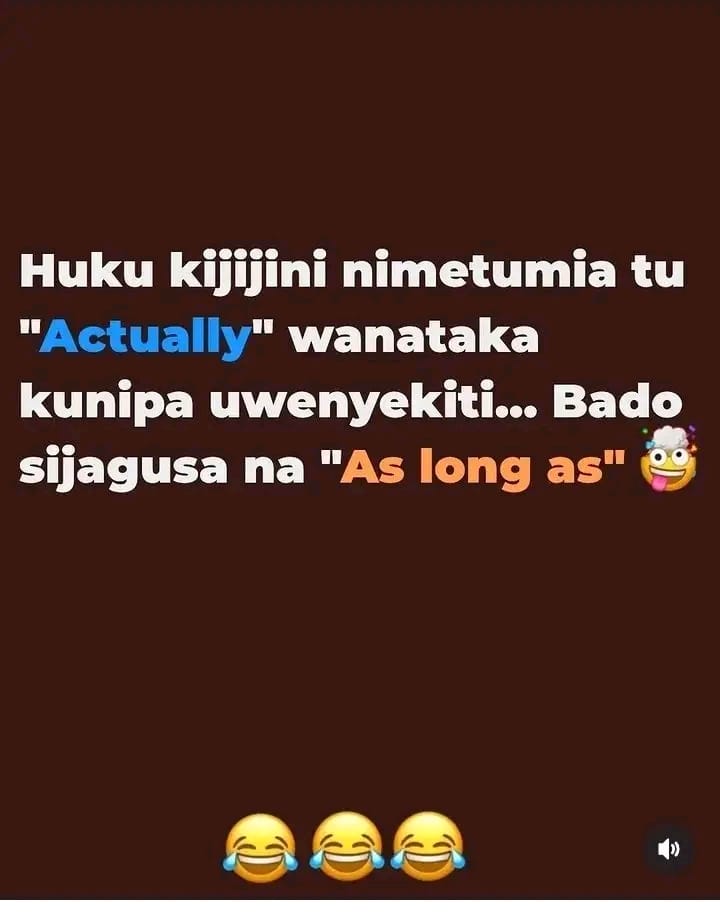 Huku kijijini nimetumia tu
"Actually" wanataka
kunipa uwenyekiti... Bado
sijagusa na "As long as"